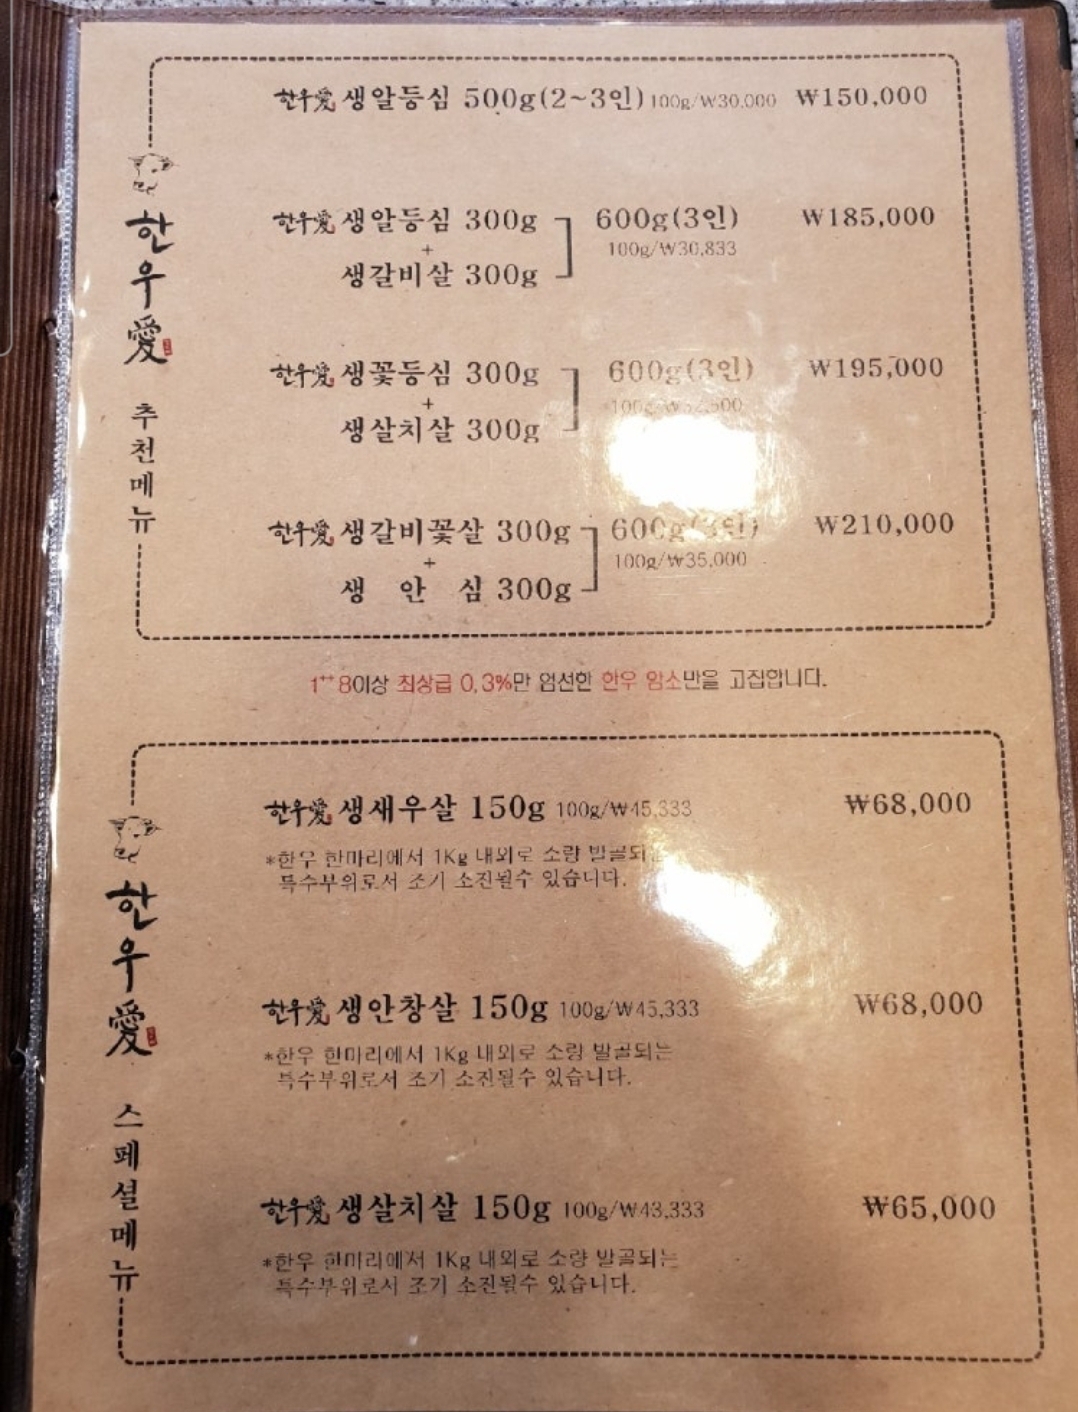 한우愛 생알등심 500g(2~3인) 100g/₩30,000 ₩150,000
한우愛 추천메뉴
한우愛 생알등심 300g 600g(3인) ₩185,000
+ 100g/₩30,833
생갈비살 300g
한우愛 생꽃등심 300g 600g(3인) ₩195,000
+
생살치살 300g
한우愛 생갈비꽃살 300g 600g(3인) ₩210,000
+ 100g/₩35,000
생 안 심 300g
1++ 8이상 최상급 0.3%만 엄선한 한우 암소만을 고집합니다.
한우愛 스페셜메뉴
한우愛 생새우살 150g 100g/₩45,333 ₩68,000
*한우 한마리에서 1Kg 내외로 소량 발골되는
특수부위로서 조기 소진될수 있습니다.
한우愛 생안창살 150g 100g/₩45,333 ₩68,000
*한우 한마리에서 1Kg 내외로 소량 발골되는
특수부위로서 조기 소진될수 있습니다.
한우愛 생살치살 150g 100g/₩43,333 ₩65,000
*한우 한마리에서 1Kg 내외로 소량 발골되는
특수부위로서 조기 소진될수 있습니다.